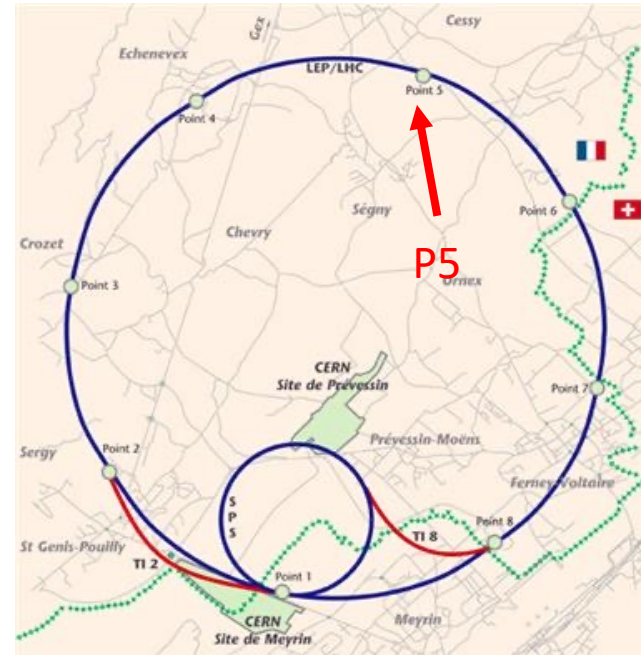 Cessy
Gex
Echenevex
LEP/LHC
Point 5
Point 4
Point 6
Ségny
Chevry
Crozet
P5
Ornex
Point 3
CERN
Site de Prévessin
Point 7
Point 2
Prévessin-Moëns
Sergy
Ferney-Voltaire
S
P
S
Point 8
TI 8
St Genis-Pouilly
TI 2
Point 1
CERN
Site de Meyrin
Meyrin